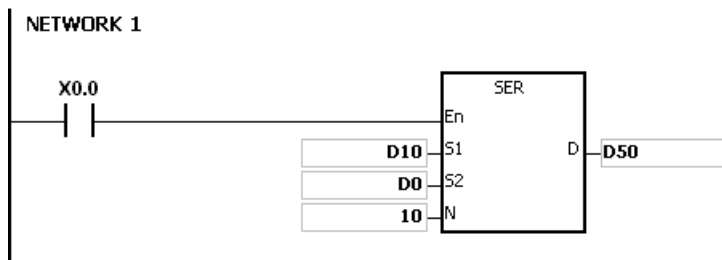 NETWORK 1
X0.0
SER
En
D10 S1 D D50
D0 S2
10 N